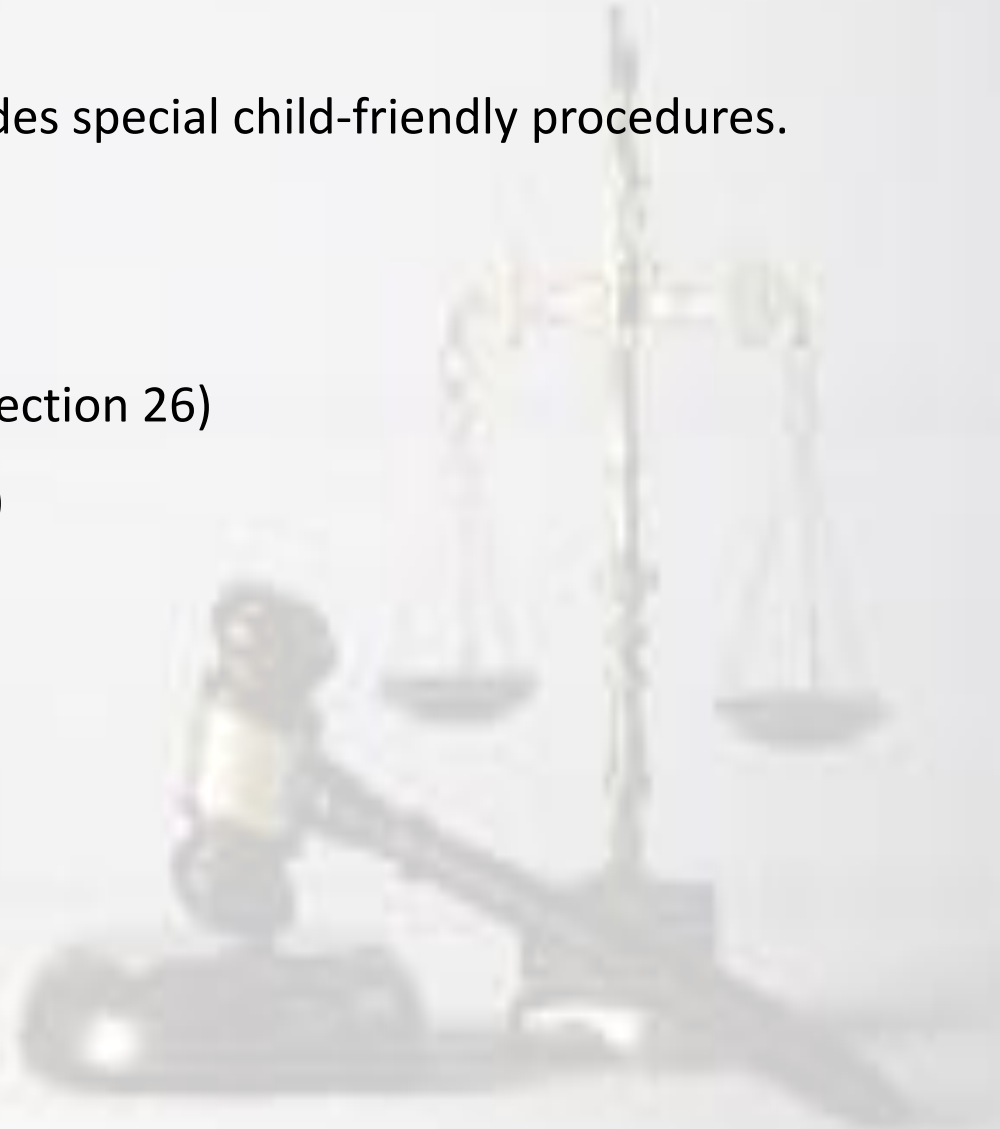 des special child-friendly procedures.
ection 26)
)